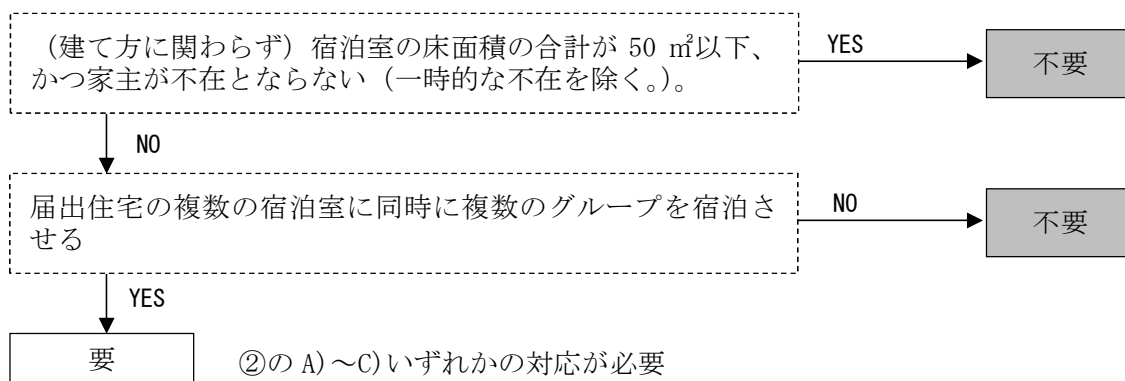 （建て方に関わらず）宿泊室の床面積の合計が 50 ㎡以下、
かつ家主が不在とならない（一時的な不在を除く。）。
YES
不要
NO
届出住宅の複数の宿泊室に同時に複数のグループを宿泊さ
せる
NO
不要
YES
要
②の A)～C)いずれかの対応が必要